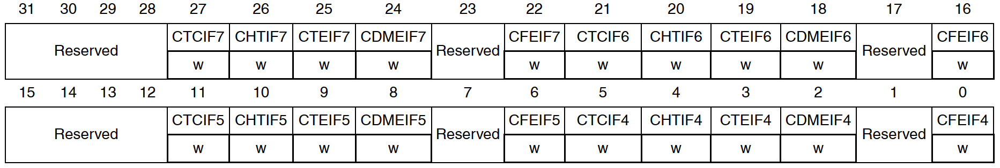 31 30 29 28 27 26 25 24 23 22 21 20 19 18 17 16
Reserved CTCIF7 CHTIF7 CTEIF7 CDMEIF7 Reserved CFEIF7 CTCIF6 CHTIF6 CTEIF6 CDMEIF6 Reserved CFEIF6
w w w w w w w w w w
15 14 13 12 11 10 9 8 7 6 5 4 3 2 1 0
Reserved CTCIF5 CHTIF5 CTEIF5 CDMEIF5 Reserved CFEIF5 CTCIF4 CHTIF4 CTEIF4 CDMEIF4 Reserved CFEIF4
w w w w w w w w w w